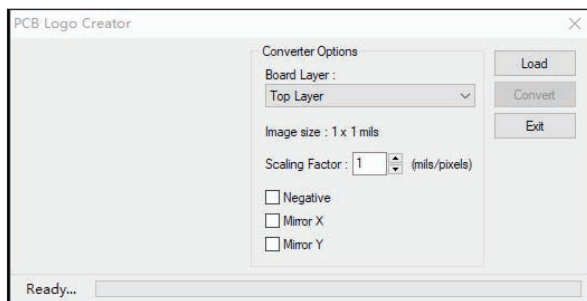 PCB Logo Creator
Converter Options
Board Layer :
Top Layer
Image size : 1 x 1 mils
Scaling Factor : 1 (mils/pixels)
Negative
Mirror X
Mirror Y
Load
Convert
Exit
Ready...